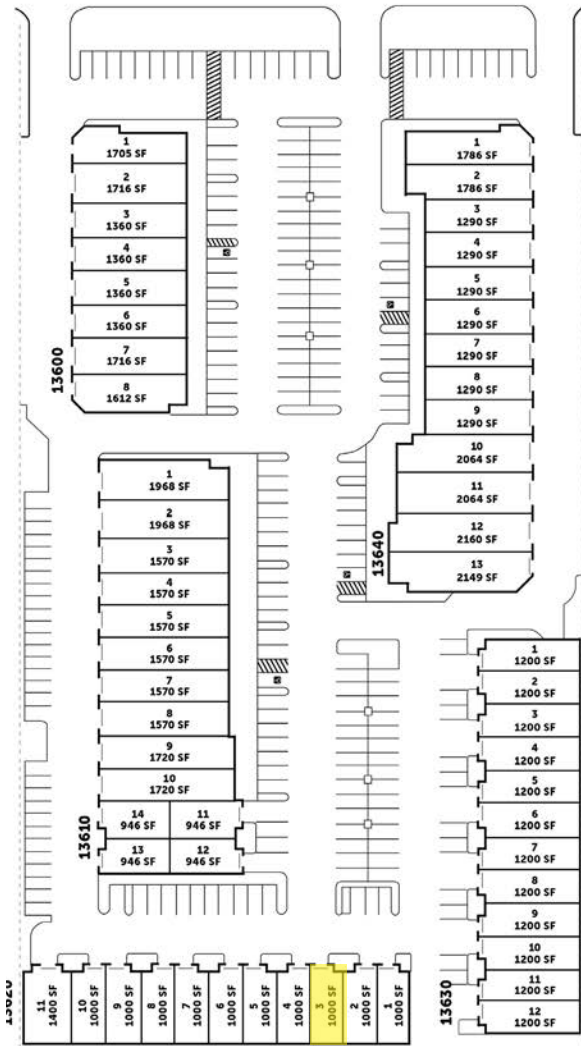 1
1705 SF
2
1716 SF
3
1360 SF
4
1360 SF
5
1360 SF
6
1360 SF
7
1716 SF
8
1612 SF
13600
1
1786 SF
2
1786 SF
3
1290 SF
4
1290 SF
5
1290 SF
6
1290 SF
7
1290 SF
8
1290 SF
9
1290 SF
10
2064 SF
11
2064 SF
12
2160 SF
13
2149 SF
13640
1
1968 SF
2
1968 SF
3
1570 SF
4
1570 SF
5
1570 SF
6
1570 SF
7
1570 SF
8
1570 SF
9
1720 SF
10
1720 SF
14
946 SF
11
946 SF
13
946 SF
12
946 SF
13610
1
1200 SF
2
1200 SF
3
1200 SF
4
1200 SF
5
1200 SF
6
1200 SF
7
1200 SF
8
1200 SF
9
1200 SF
10
1200 SF
11
1200 SF
12
1200 SF
13630
13620
11
1400 SF
10
1000 SF
9
1000 SF
8
1000 SF
7
1000 SF
6
1000 SF
5
1000 SF
4
1000 SF
3
1000 SF
2
1000 SF
1
1000 SF